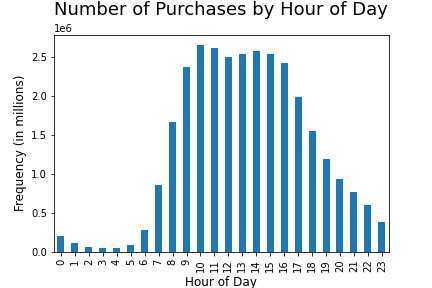 Number of Purchases by Hour of Day
1e6
2.5
2.0
1.5
1.0
0.5
0.0
Frequency (in millions)
0 1 2 3 4 5 6 7 8 9 10 11 12 13 14 15 16 17 18 19 20 21 22 23
Hour of Day